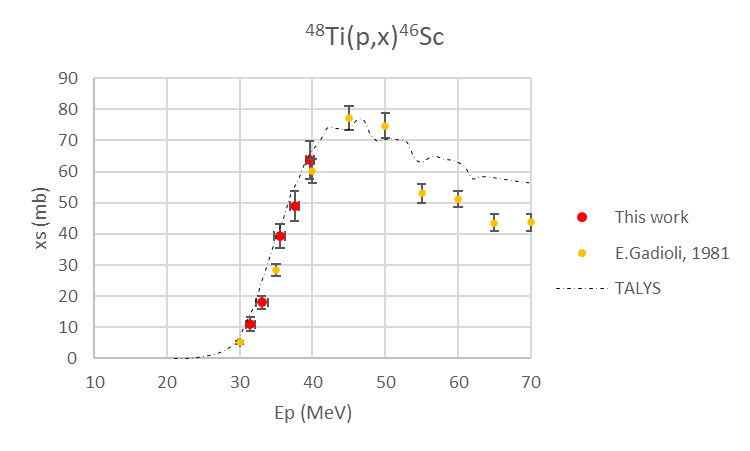 ⁴⁸Ti(p,x)⁴⁶Sc
90
80
70
60
50
40
30
20
10
0
xs (mb)
10 20 30 40 50 60 70
Ep (MeV)
This work
E.Gadioli, 1981
TALYS